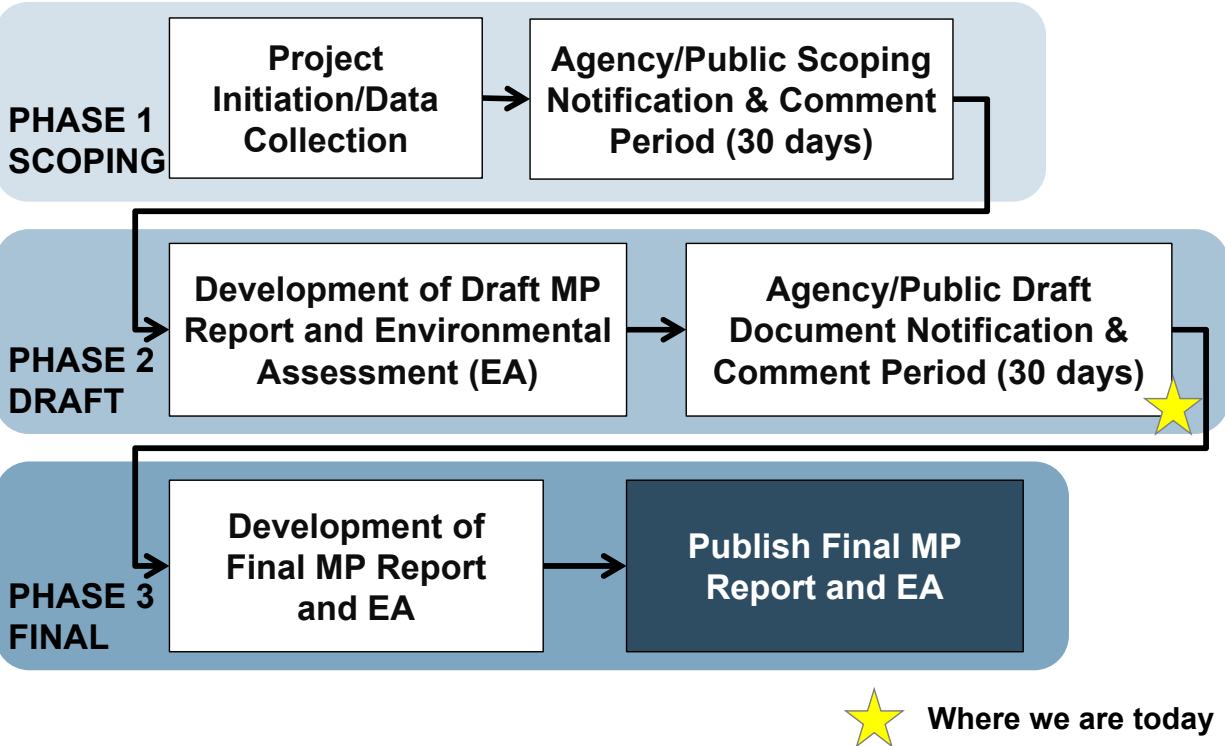 PHASE 1
SCOPING
Project
Initiation/Data
Collection
Agency/Public Scoping
Notification & Comment
Period (30 days)
PHASE 2
DRAFT
Development of Draft MP
Report and Environmental
Assessment (EA)
Agency/Public Draft
Document Notification &
Comment Period (30 days)
PHASE 3
FINAL
Development of
Final MP Report
and EA
Publish Final MP
Report and EA
Where we are today